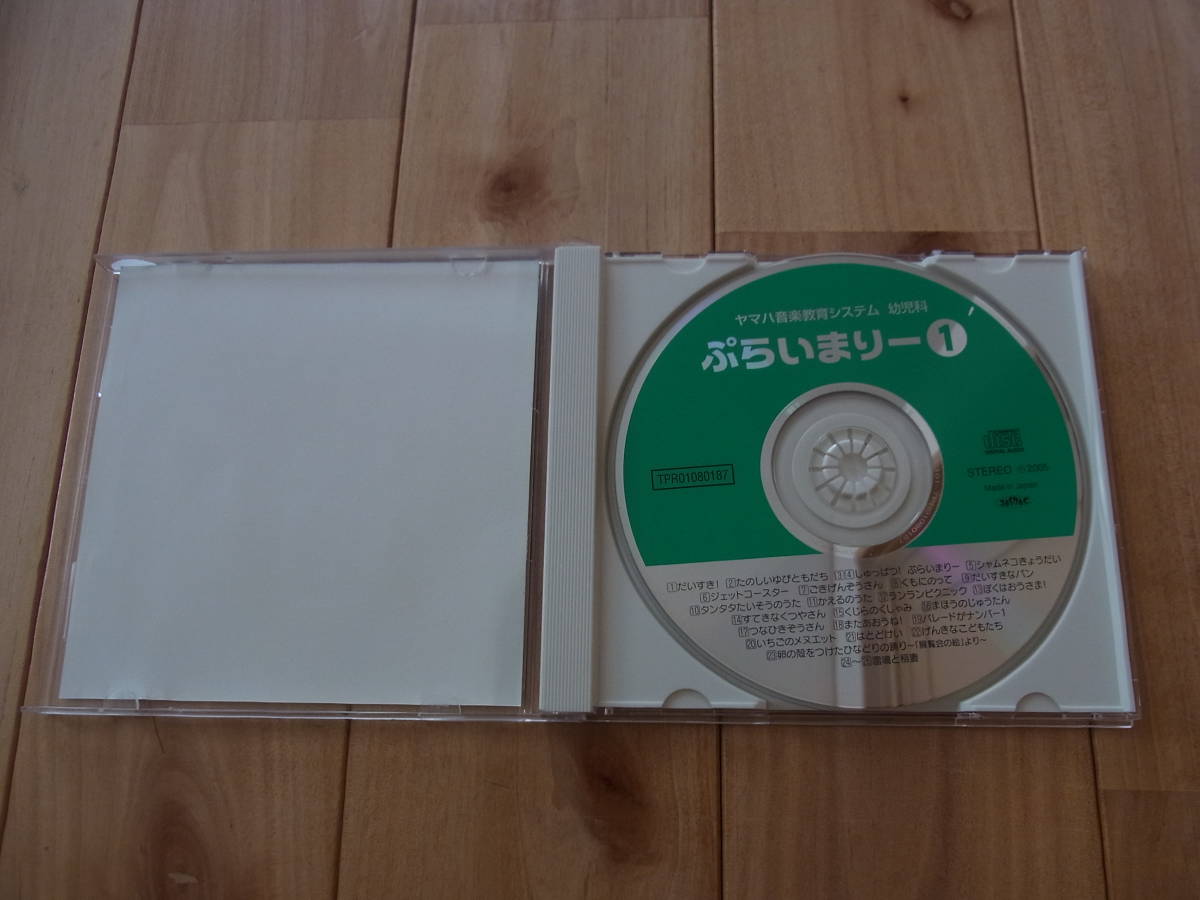 ヤマハ音楽教育システム 幼児科
ぷらいまりー1
COMPACT disc DIGITAL AUDIO
TPR01080187
STEREO ℗2005
Made in Japan
JASRAC
1だいすき! 2たのしいゆびともだち 34しゅっぱつ! ぷらいまりー 5シャムネコきょうだい
6ジェットコースター 7ごきげんぞうさん 8くもにのって 9だいすきなパン
10タンタタたいそうのうた 11かえるのうた 12ランランピクニック 13ぼくはおうさま!
14すてきなくつやさん 15くじらのくしゃみ 16まほうのじゅうたん
17つなひきぞうさん 18またあおうね! 19パレードがナンバー1
20いちごのメヌエット 21はとどけい 22げんきなこどもたち
23卵の殻をつけたひなどりの踊り〜「展覧会の絵」より〜
24〜 雷鳴と稲妻